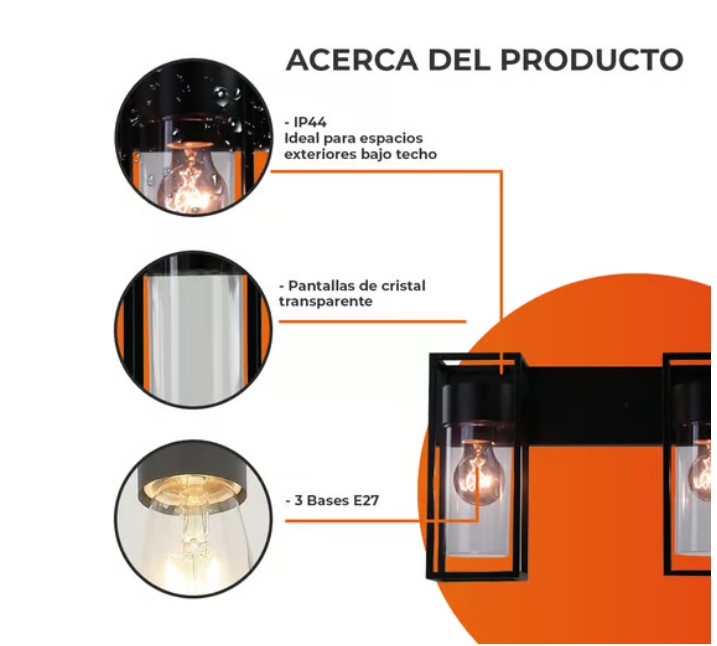 ACERCA DEL PRODUCTO
- IP44
Ideal para espacios
exteriores bajo techo
- Pantallas de cristal
transparente
- 3 Bases E27